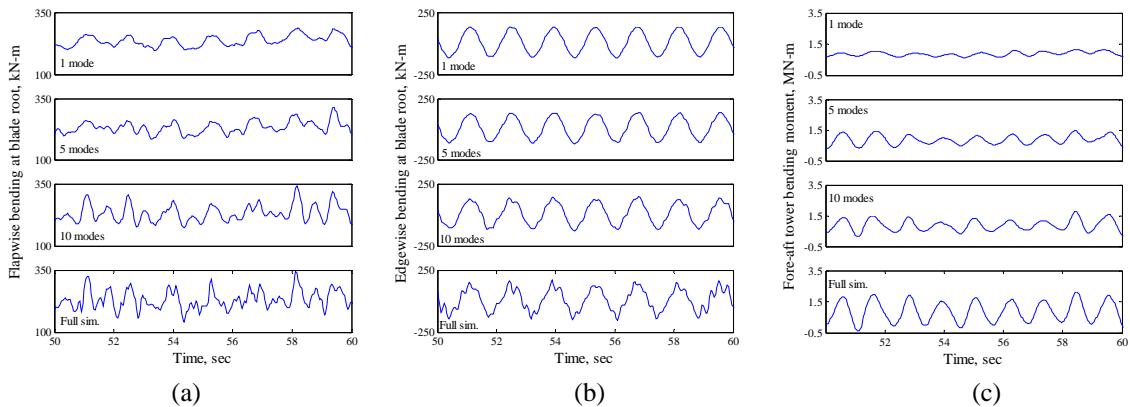 Flapwise bending at blade root, kN-m
350
1 mode
100
350
5 modes
100
350
10 modes
100
350
Full sim.
100
50 52 54 56 58 60
Time, sec
(a)
Edgewise bending at blade root, kN-m
250
1 mode
-250
250
5 modes
-250
250
10 modes
-250
250
Full sim.
-250
50 52 54 56 58 60
Time, sec
(b)
Fore-aft tower bending moment, MN-m
3.5
1 mode
1.5
-0.5
3.5
5 modes
1.5
-0.5
3.5
10 modes
1.5
-0.5
3.5
Full sim.
1.5
-0.5
50 52 54 56 58 60
Time, sec
(c)